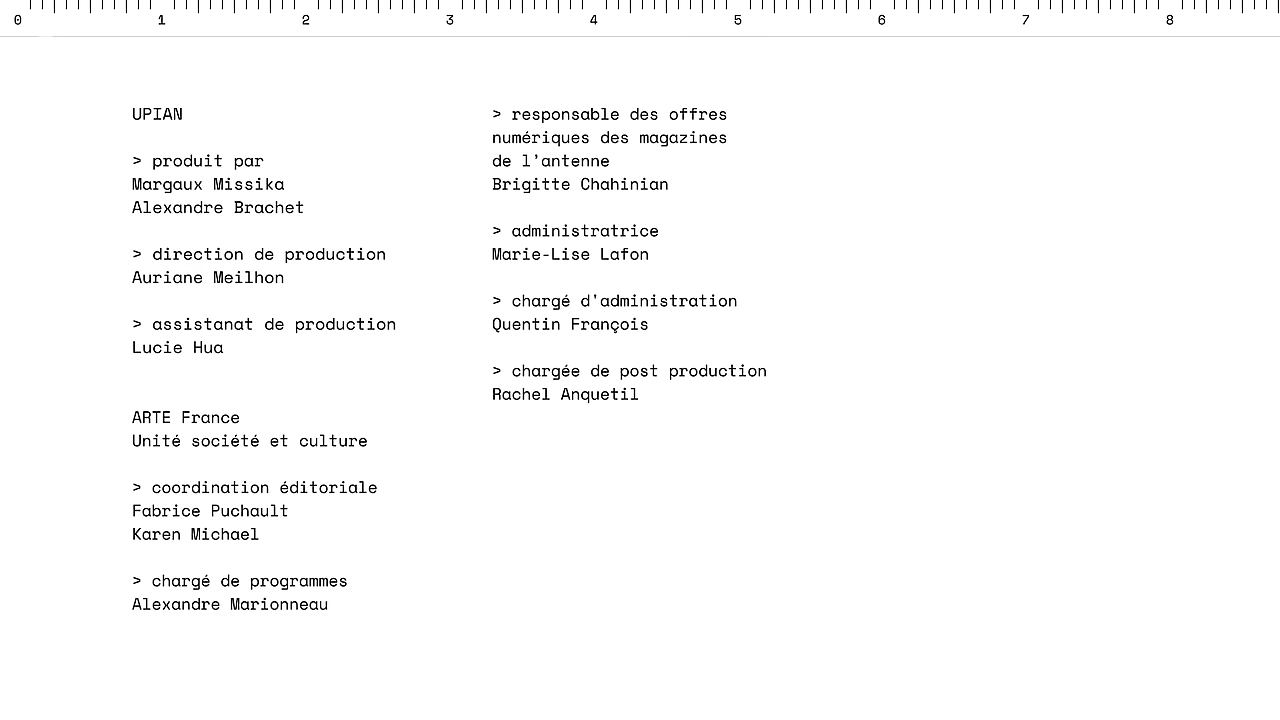 0 1 2 3 4 5 6 7 8
UPIAN
> produit par
Margaux Missika
Alexandre Brachet
> direction de production
Auriane Meilhon
> assistanat de production
Lucie Hua
ARTE France
Unité société et culture
> coordination éditoriale
Fabrice Puchault
Karen Michael
> chargé de programmes
Alexandre Marionneau
> responsable des offres
numériques des magazines
de l’antenne
Brigitte Chahinian
> administratrice
Marie-Lise Lafon
> chargé d'administration
Quentin François
> chargée de post production
Rachel Anquetil